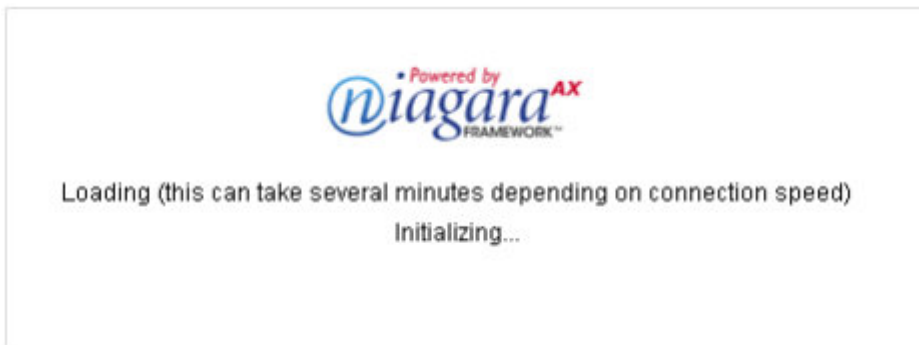 Powered by
niagara AX
FRAMEWORK™
Loading (this can take several minutes depending on connection speed)
Initializing...